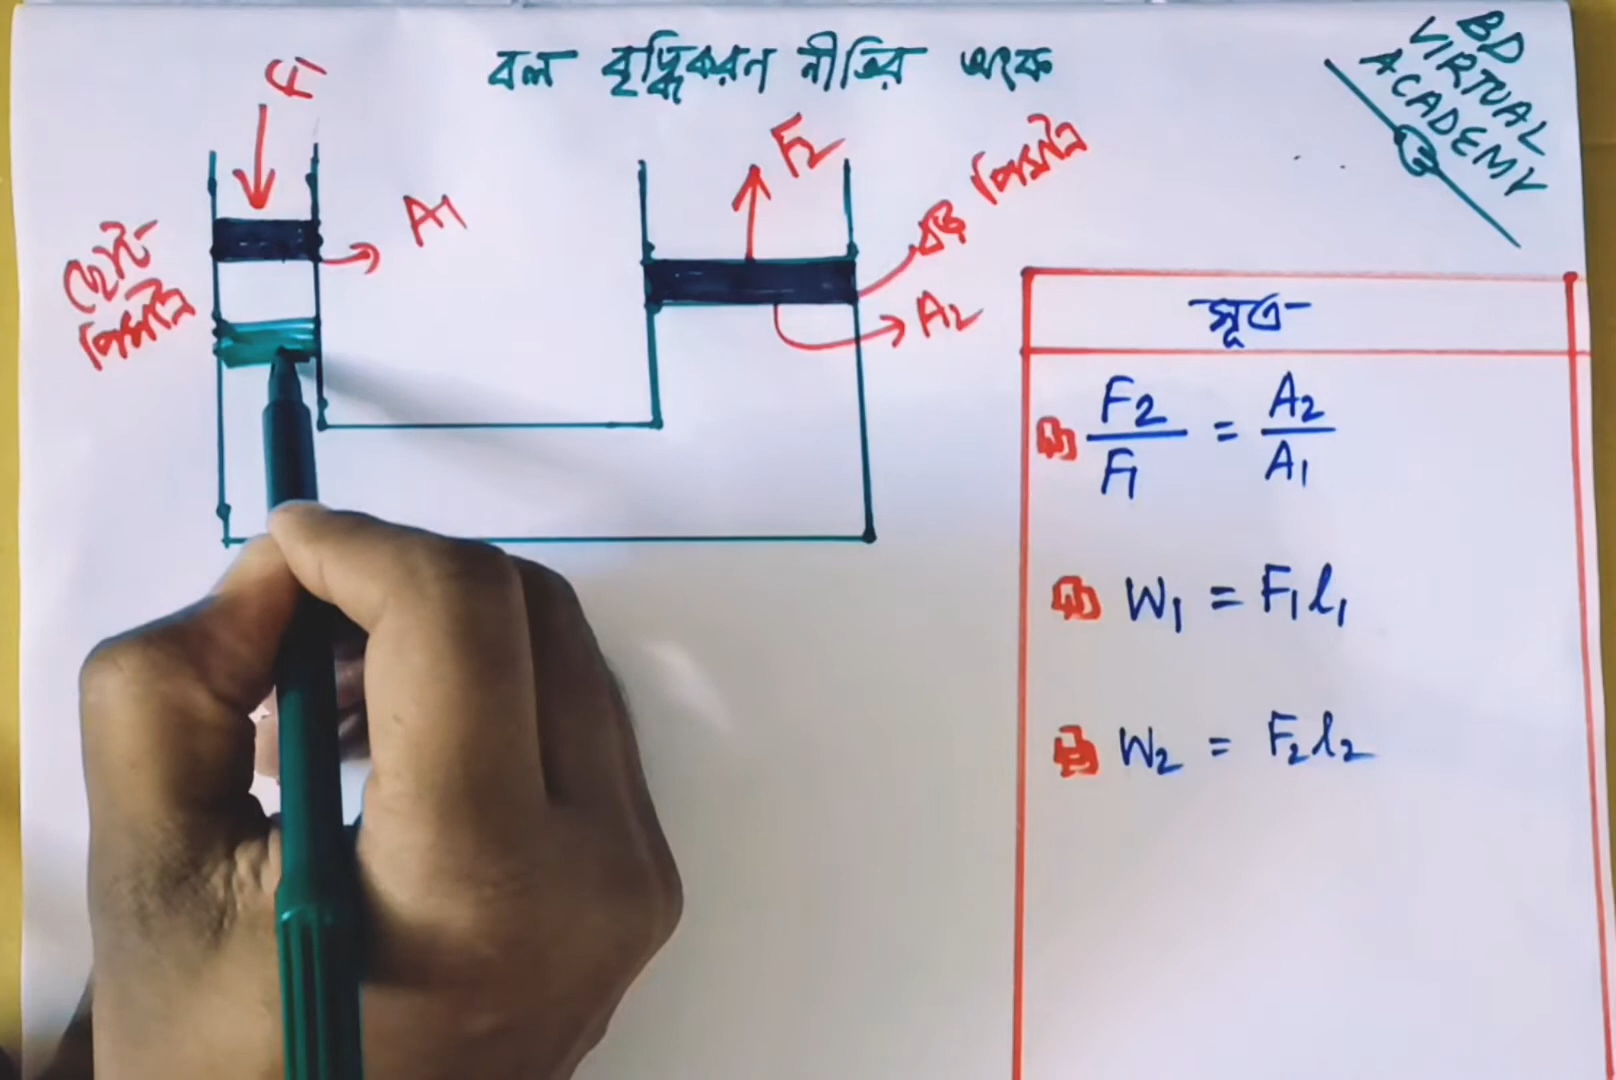 বল বৃদ্ধিকরণ নীতির অংক
BD
VIRTUAL
ACADEMY
F1
A1
ছোট
পিস্টন
F2
বড়
পিস্টন
A2
সূত্র
F2/F1 = A2/A1
W1 = F1l1
W2 = F2l2